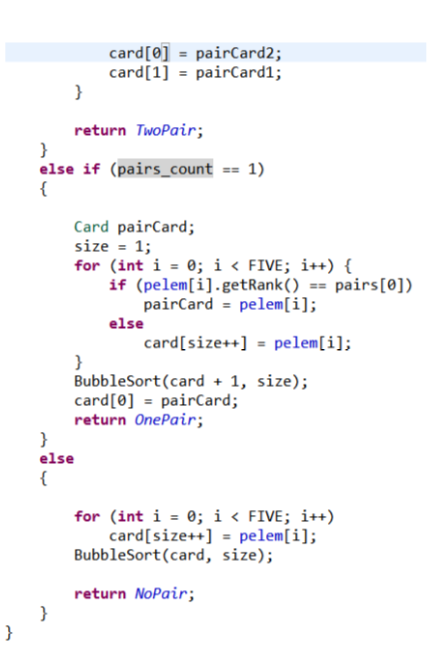 card[0] = pairCard2;
card[1] = pairCard1;
}
return TwoPair;
}
else if (pairs_count == 1)
{
Card pairCard;
size = 1;
for (int i = 0; i < FIVE; i++) {
if (pelem[i].getRank() == pairs[0])
pairCard = pelem[i];
else
card[size++] = pelem[i];
}
BubbleSort(card + 1, size);
card[0] = pairCard;
return OnePair;
}
else
{
for (int i = 0; i < FIVE; i++)
card[size++] = pelem[i];
BubbleSort(card, size);
return NoPair;
}
}